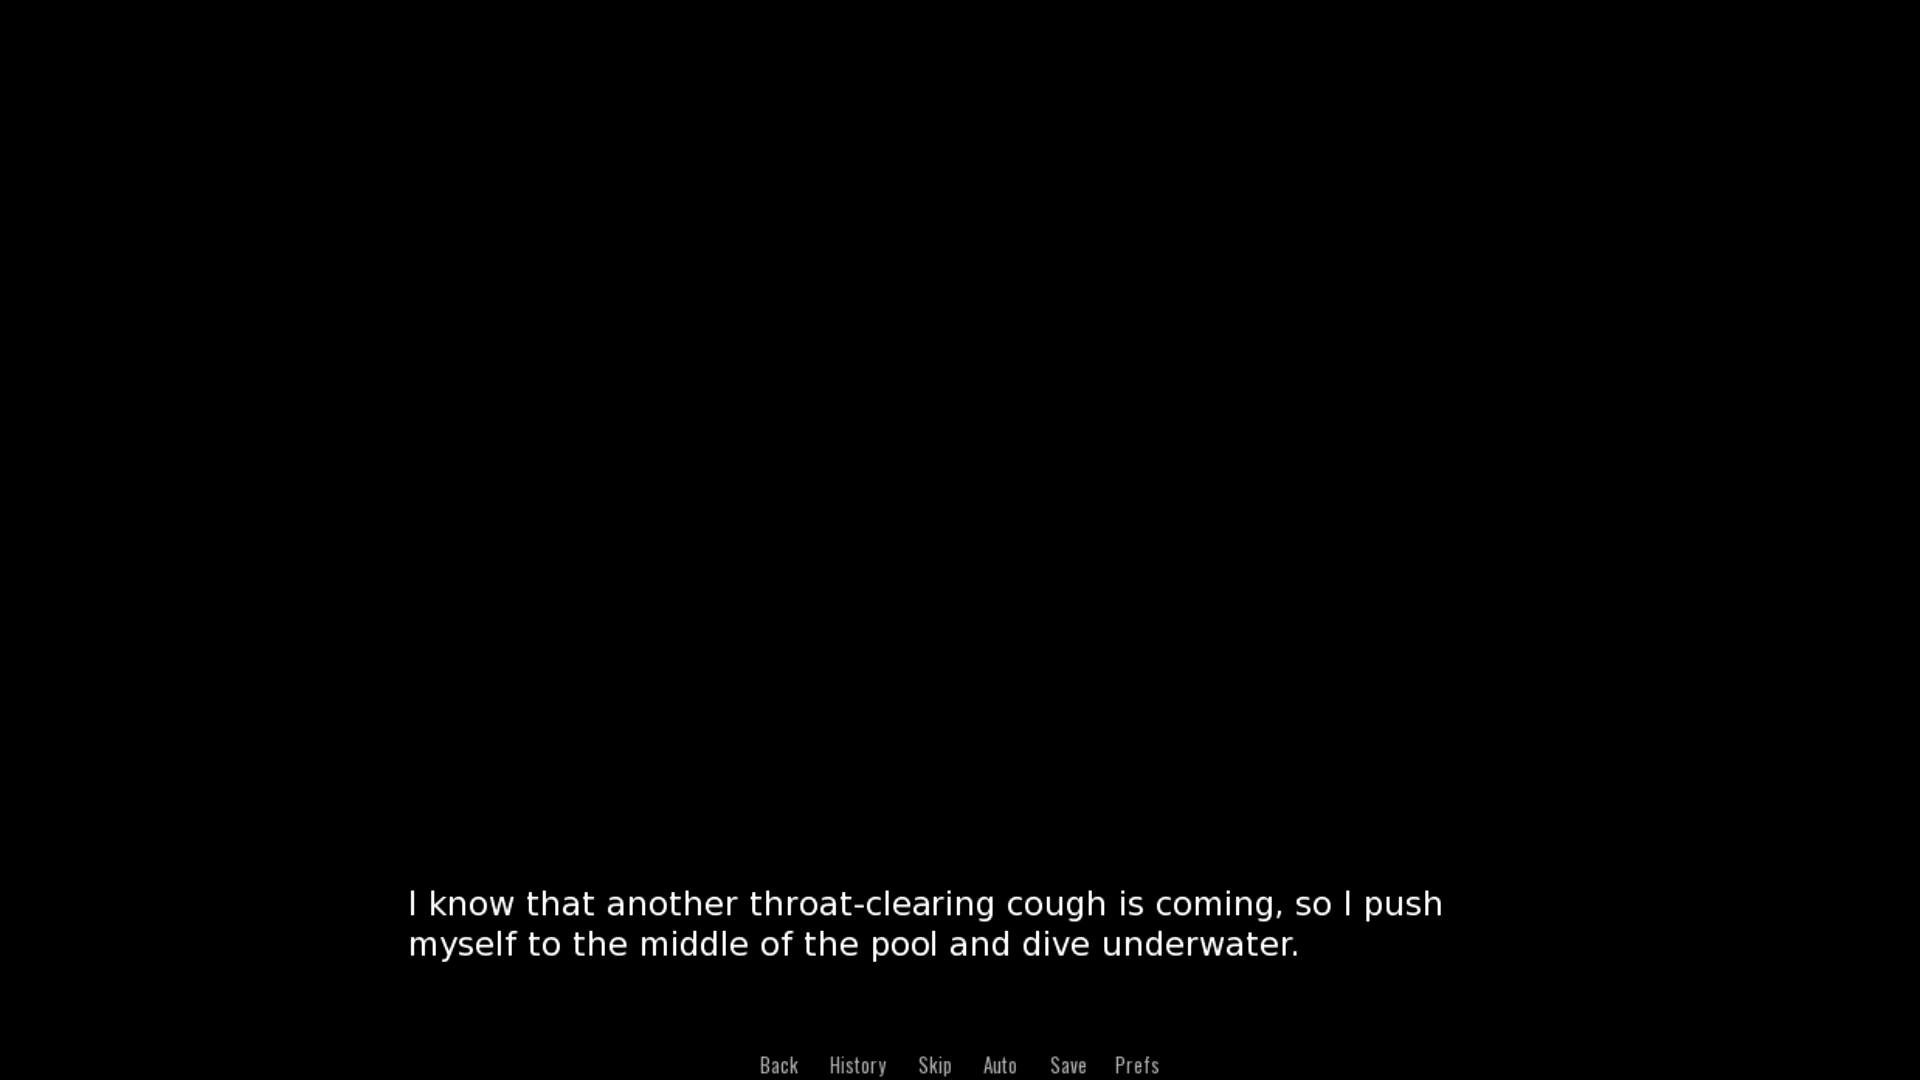 I know that another throat-clearing cough is coming, so I push
myself to the middle of the pool and dive underwater.
Back History Skip Auto Save Prefs